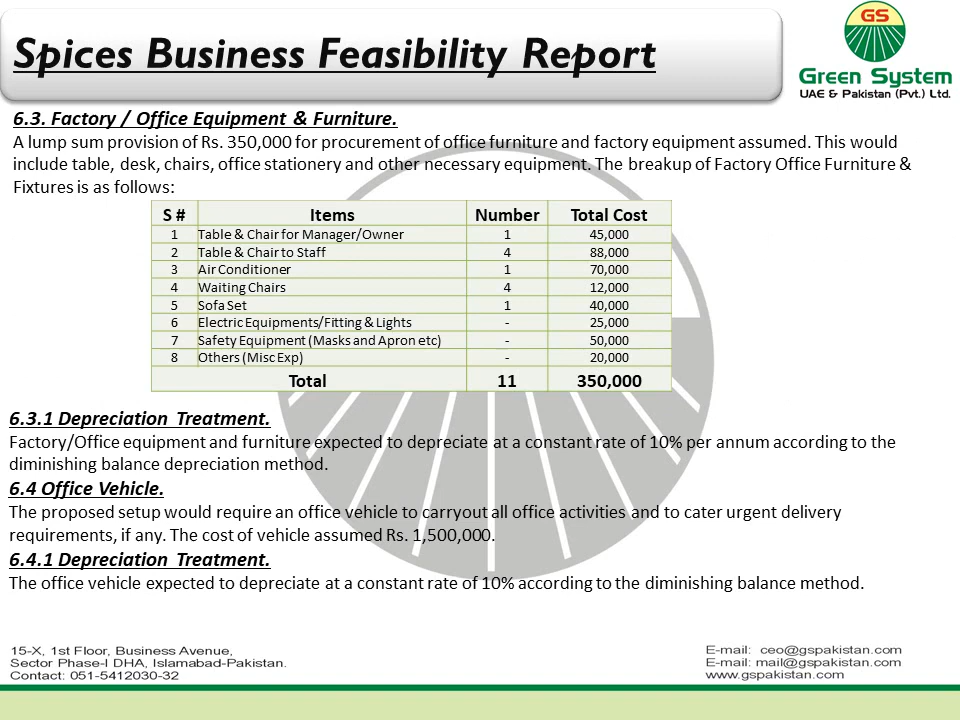 Spices Business Feasibility Report
GS
Green System
UAE & Pakistan (Pvt.) Ltd.
6.3. Factory / Office Equipment & Furniture.
A lump sum provision of Rs. 350,000 for procurement of office furniture and factory equipment assumed. This would
include table, desk, chairs, office stationery and other necessary equipment. The breakup of Factory Office Furniture &
Fixtures is as follows:
S # Items Number Total Cost
1 Table & Chair for Manager/Owner 1 45,000
2 Table & Chair to Staff 4 88,000
3 Air Conditioner 1 70,000
4 Waiting Chairs 4 12,000
5 Sofa Set 1 40,000
6 Electric Equipments/Fitting & Lights - 25,000
7 Safety Equipment (Masks and Apron etc) - 50,000
8 Others (Misc Exp) - 20,000
Total 11 350,000
6.3.1 Depreciation Treatment.
Factory/Office equipment and furniture expected to depreciate at a constant rate of 10% per annum according to the
diminishing balance depreciation method.
6.4 Office Vehicle.
The proposed setup would require an office vehicle to carryout all office activities and to cater urgent delivery
requirements, if any. The cost of vehicle assumed Rs. 1,500,000.
6.4.1 Depreciation Treatment.
The office vehicle expected to depreciate at a constant rate of 10% according to the diminishing balance method.
15-X, 1st Floor, Business Avenue,
Sector Phase-I DHA, Islamabad-Pakistan.
Contact: 051-5412030-32
E-mail: ceo@gspakistan.com
E-mail: mail@gspakistan.com
www.gspakistan.com